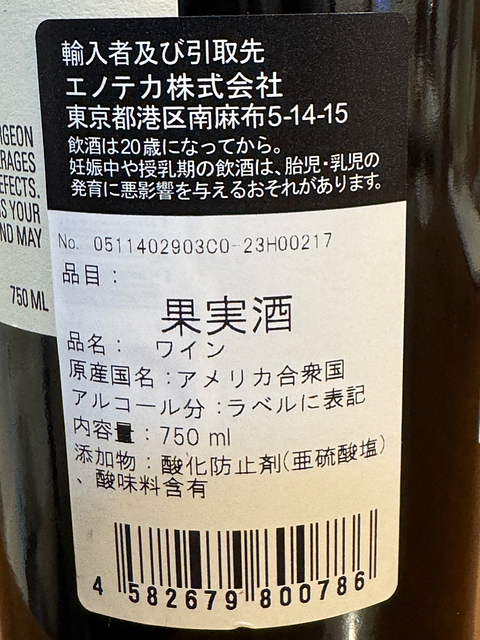 輸入者及び引取先
エノテカ株式会社
東京都港区南麻布5-14-15
飲酒は20歳になってから。
妊娠中や授乳期の飲酒は、胎児・乳児の
発育に悪影響を与えるおそれがあります。
No. 0511402903C0-23H00217
品目：
果実酒
品名： ワイン
原産国名：アメリカ合衆国
アルコール分：ラベルに表記
内容量：750 ml
添加物：酸化防止剤(亜硫酸塩)
、酸味料含有
4 582679 800786
EFFECTS.
YOUR
ND MAY
750 ML